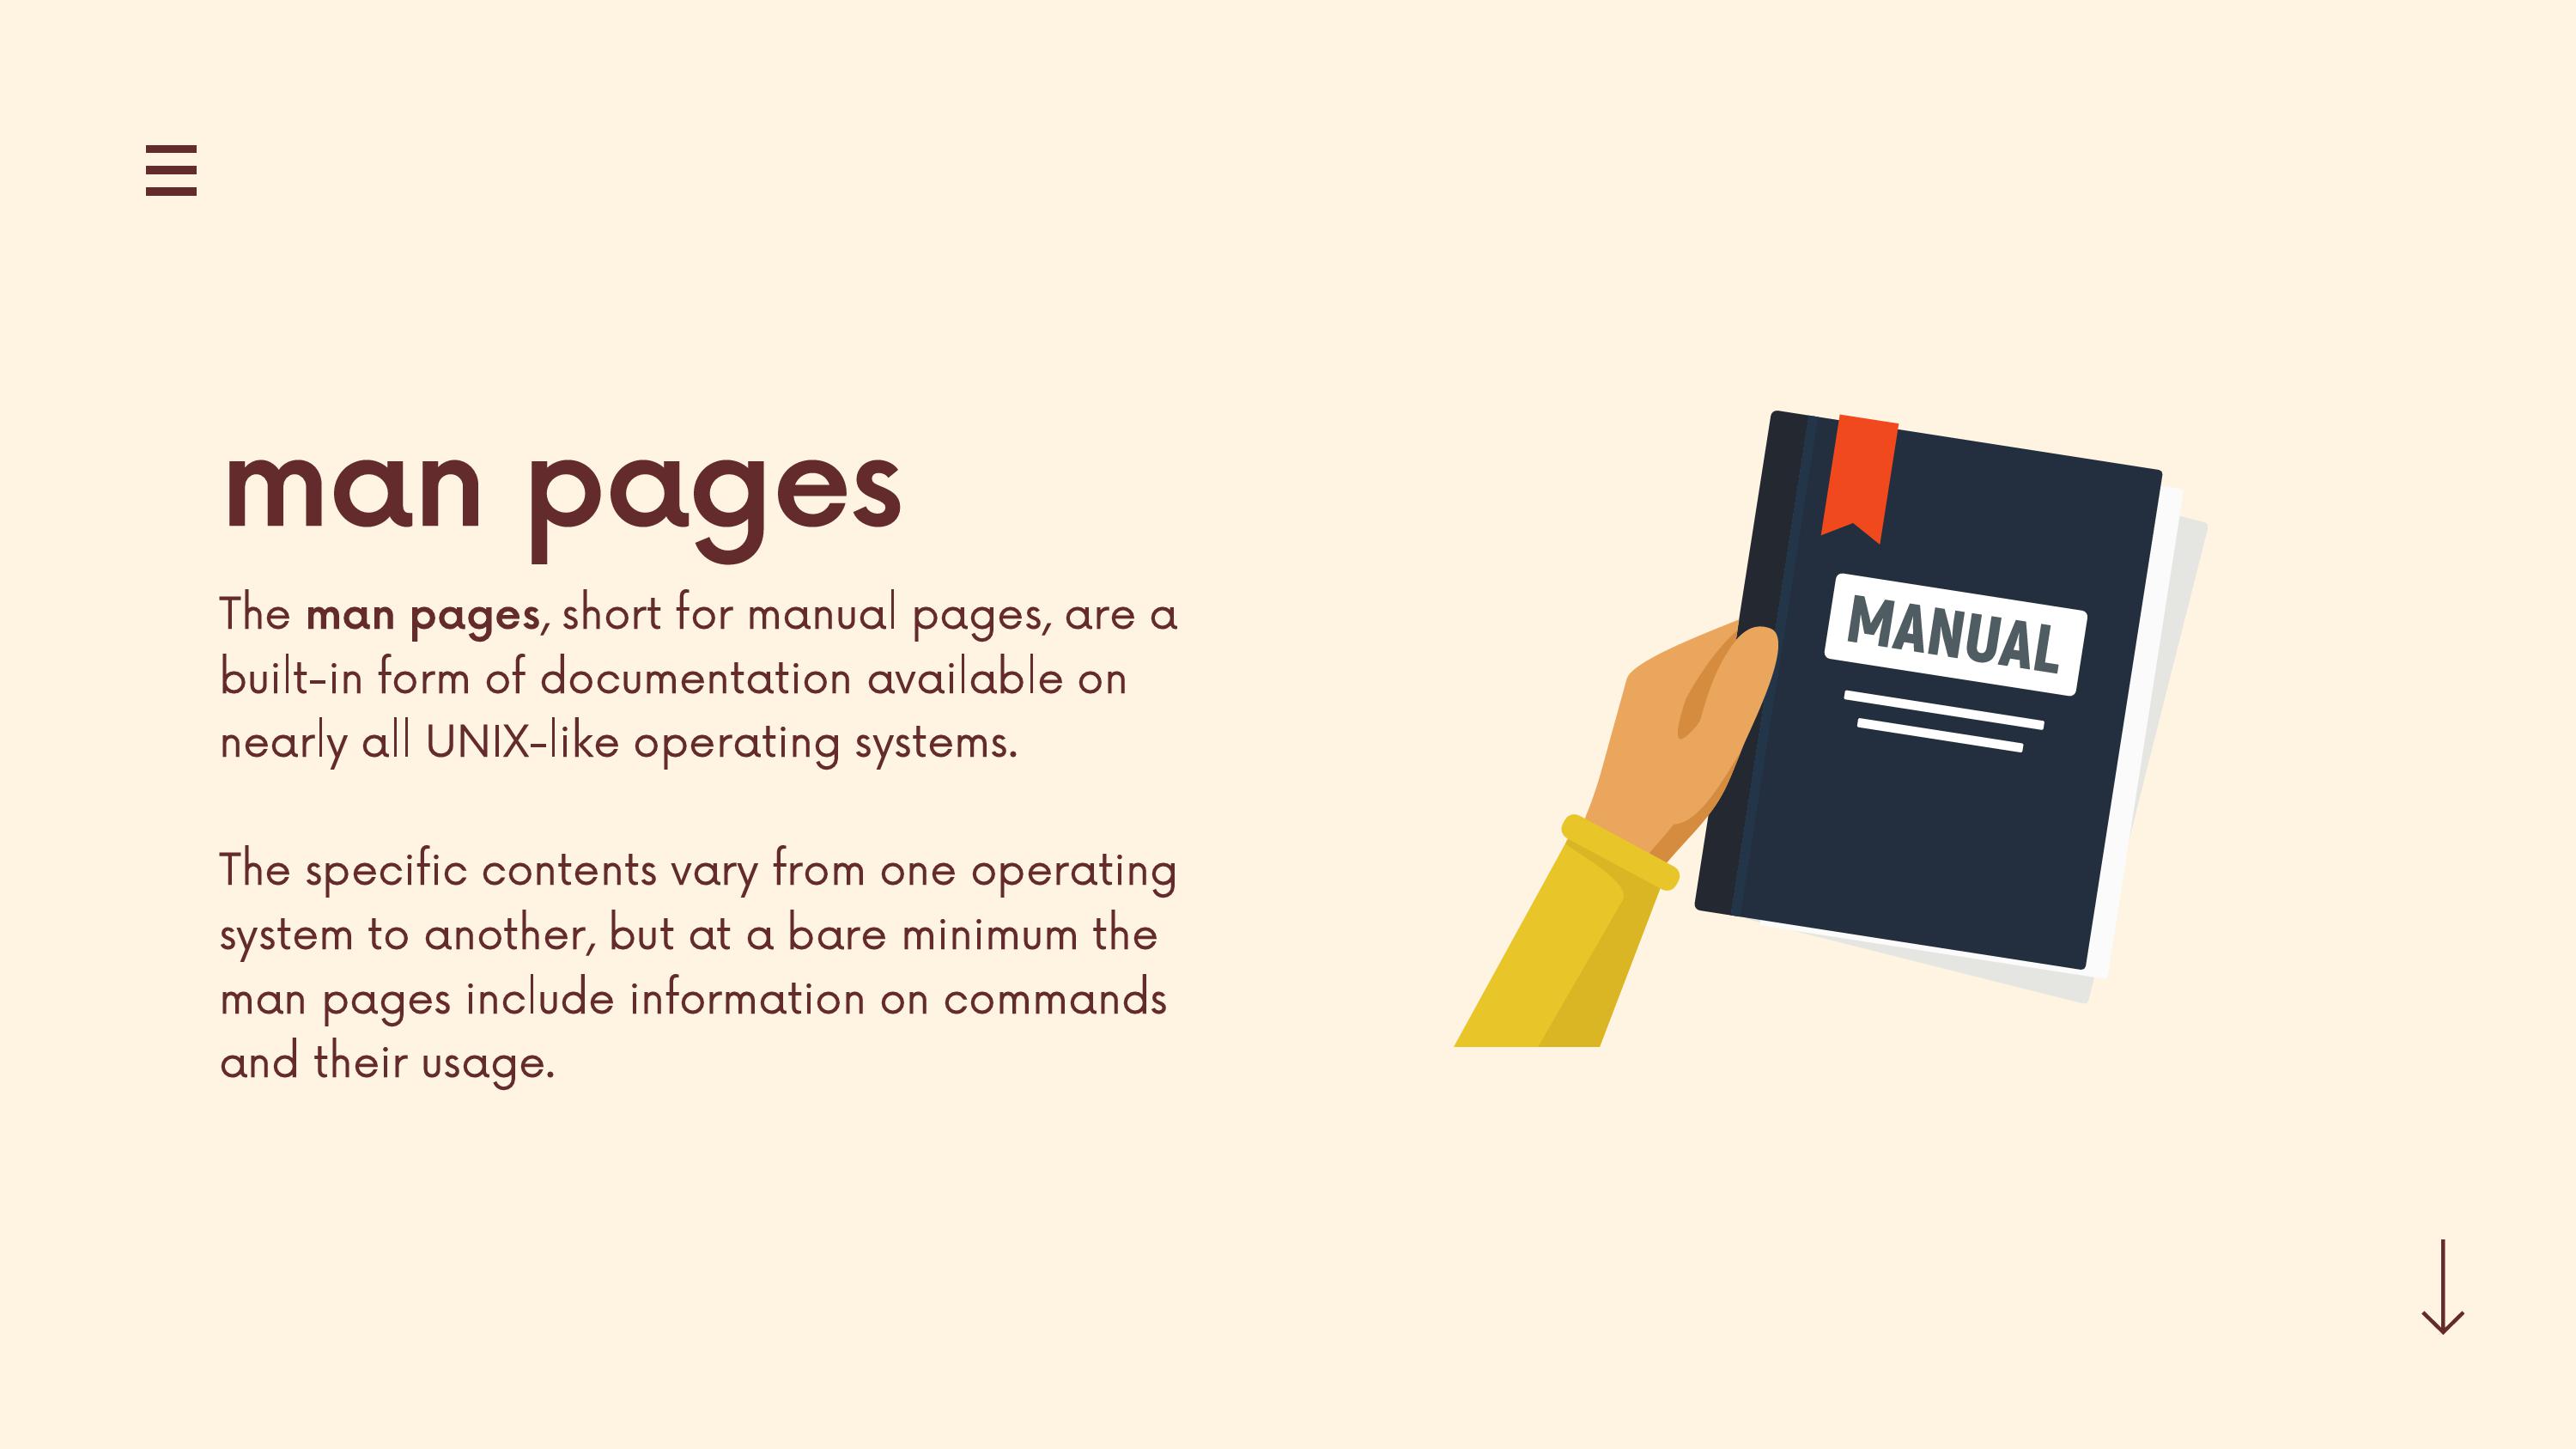 man pages
The man pages, short for manual pages, are a
built-in form of documentation available on
nearly all UNIX-like operating systems.
The specific contents vary from one operating
system to another, but at a bare minimum the
man pages include information on commands
and their usage.
MANUAL